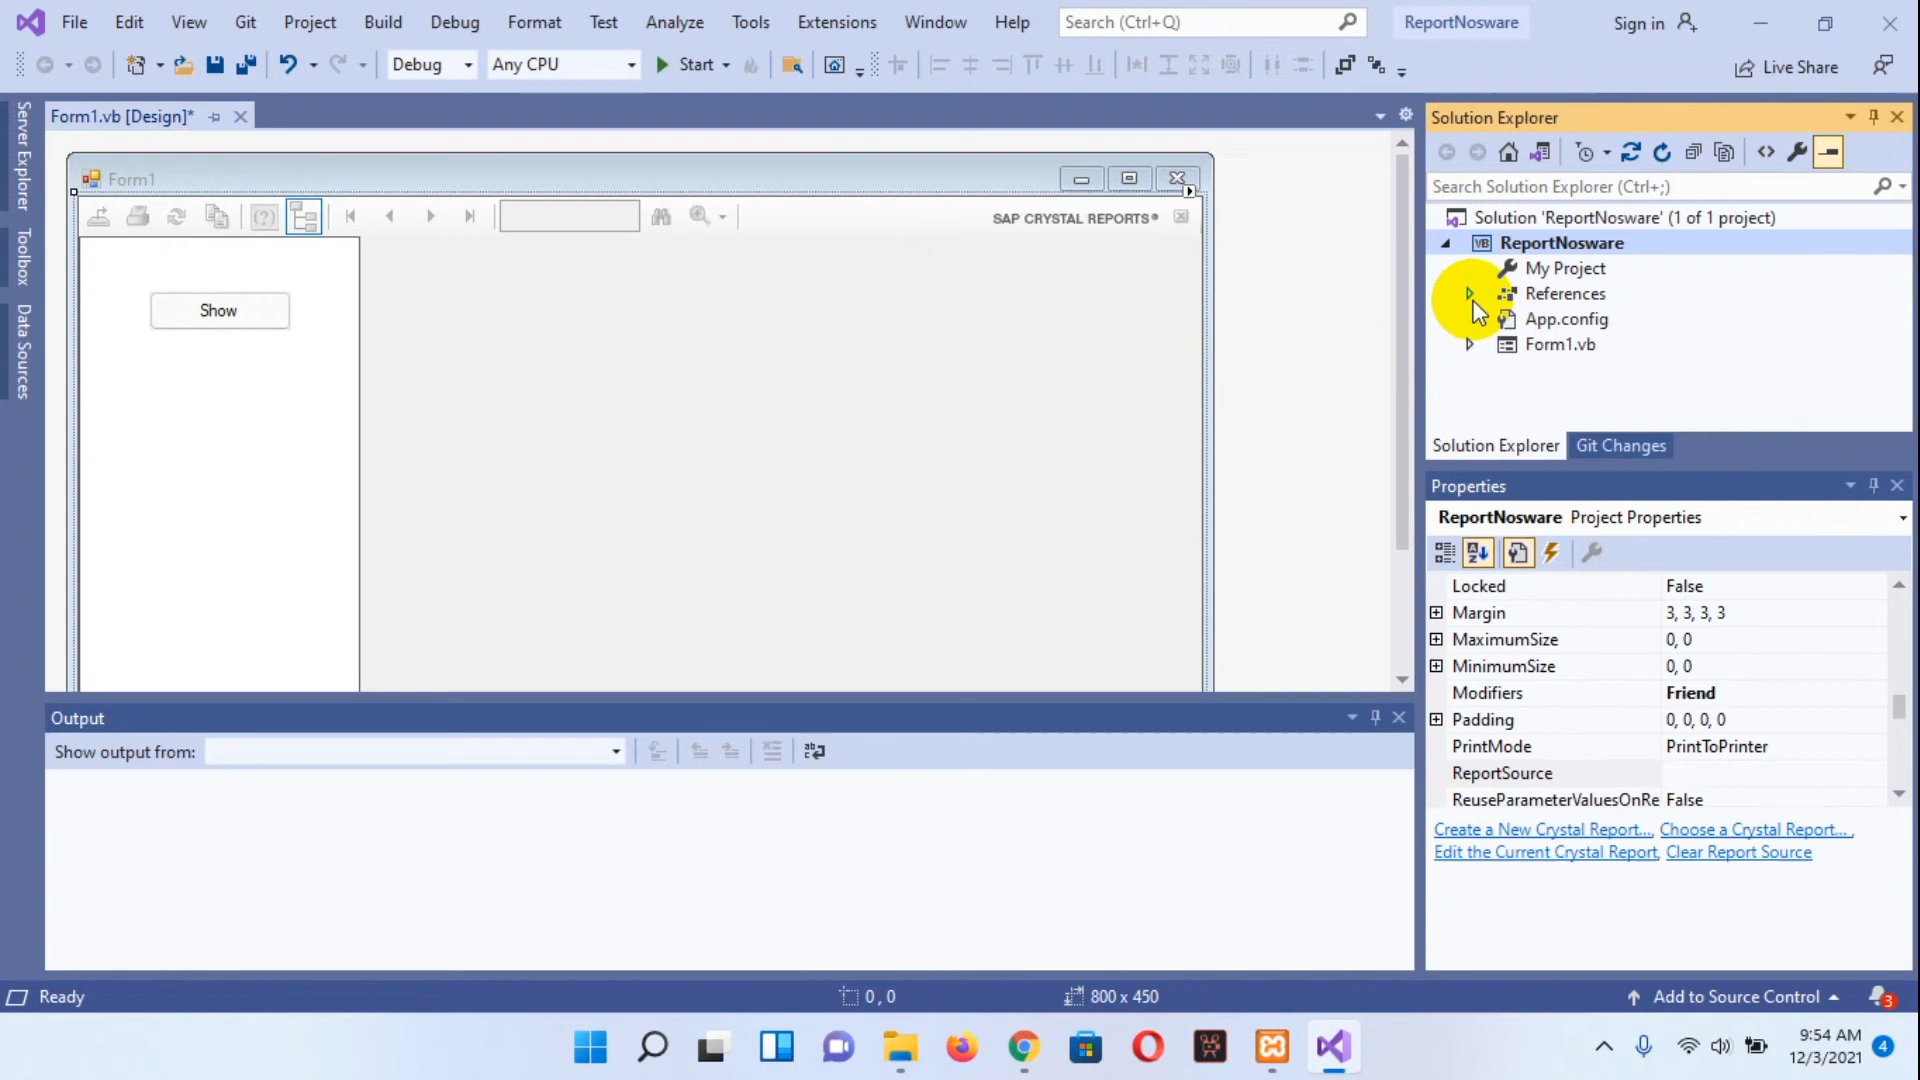 File Edit View Git Project Build Debug Format Test Analyze Tools Extensions Window Help Search (Ctrl+Q) ReportNosware Sign in
Debug Any CPU Start Live Share
Server Explorer
Toolbox
Data Sources
Form1.vb [Design]*
Form1
SAP CRYSTAL REPORTS®
Show
Output
Show output from:
Solution Explorer
Search Solution Explorer (Ctrl+;)
Solution 'ReportNosware' (1 of 1 project)
VB ReportNosware
My Project
References
App.config
Form1.vb
Solution Explorer Git Changes
Properties
ReportNosware Project Properties
Locked False
Margin 3, 3, 3, 3
MaximumSize 0, 0
MinimumSize 0, 0
Modifiers Friend
Padding 0, 0, 0, 0
PrintMode PrintToPrinter
ReportSource
ReuseParameterValuesOnRe False
Create a New Crystal Report..., Choose a Crystal Report...,
Edit the Current Crystal Report, Clear Report Source
Ready 0 , 0 800 x 450 Add to Source Control 3
9:54 AM
12/3/2021 4